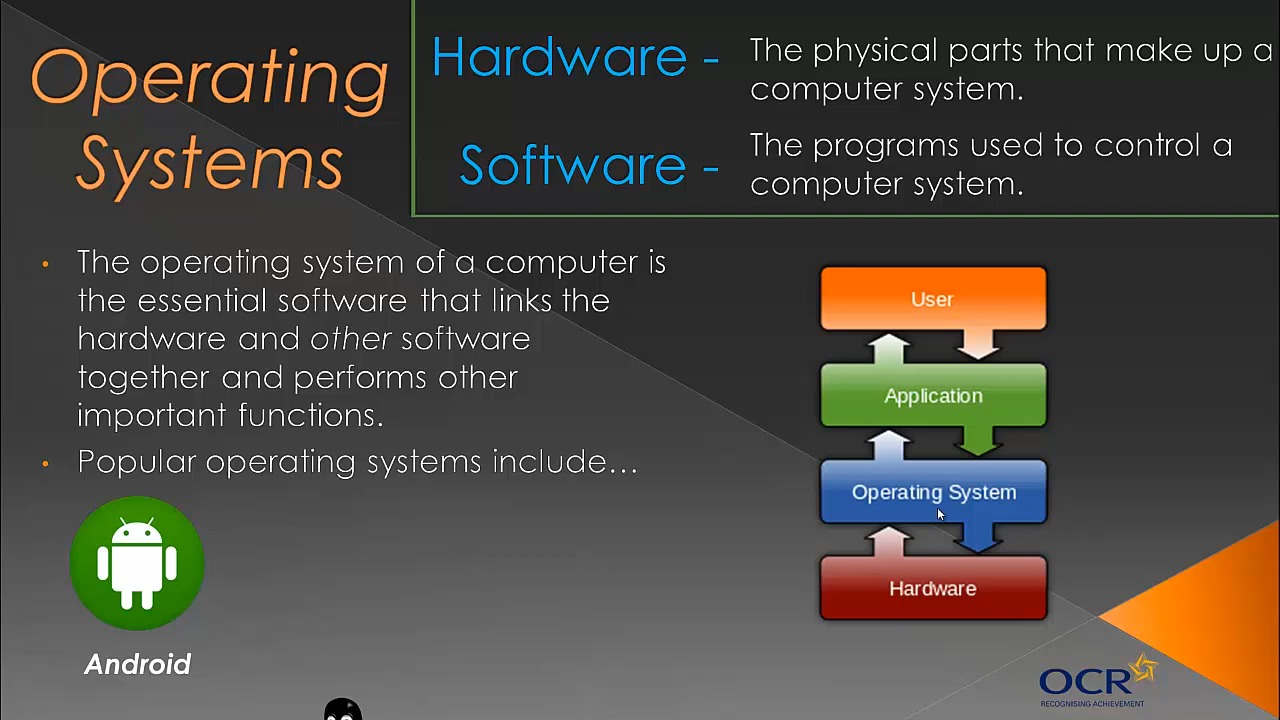 Operating
Systems
Hardware -
The physical parts that make up a
computer system.
Software -
The programs used to control a
computer system.
• The operating system of a computer is
the essential software that links the
hardware and other software
together and performs other
important functions.
• Popular operating systems include...
Android
User
Application
Operating System
Hardware
OCR
RECOGNISING ACHIEVEMENT